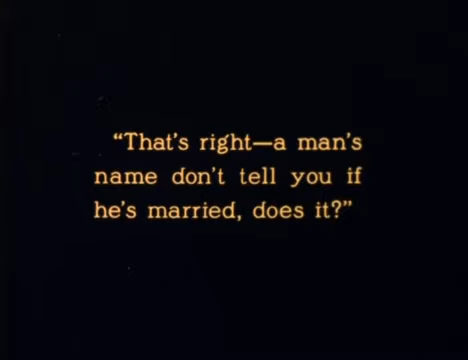 “That's right—a man's
name don't tell you if
he's married, does it?”